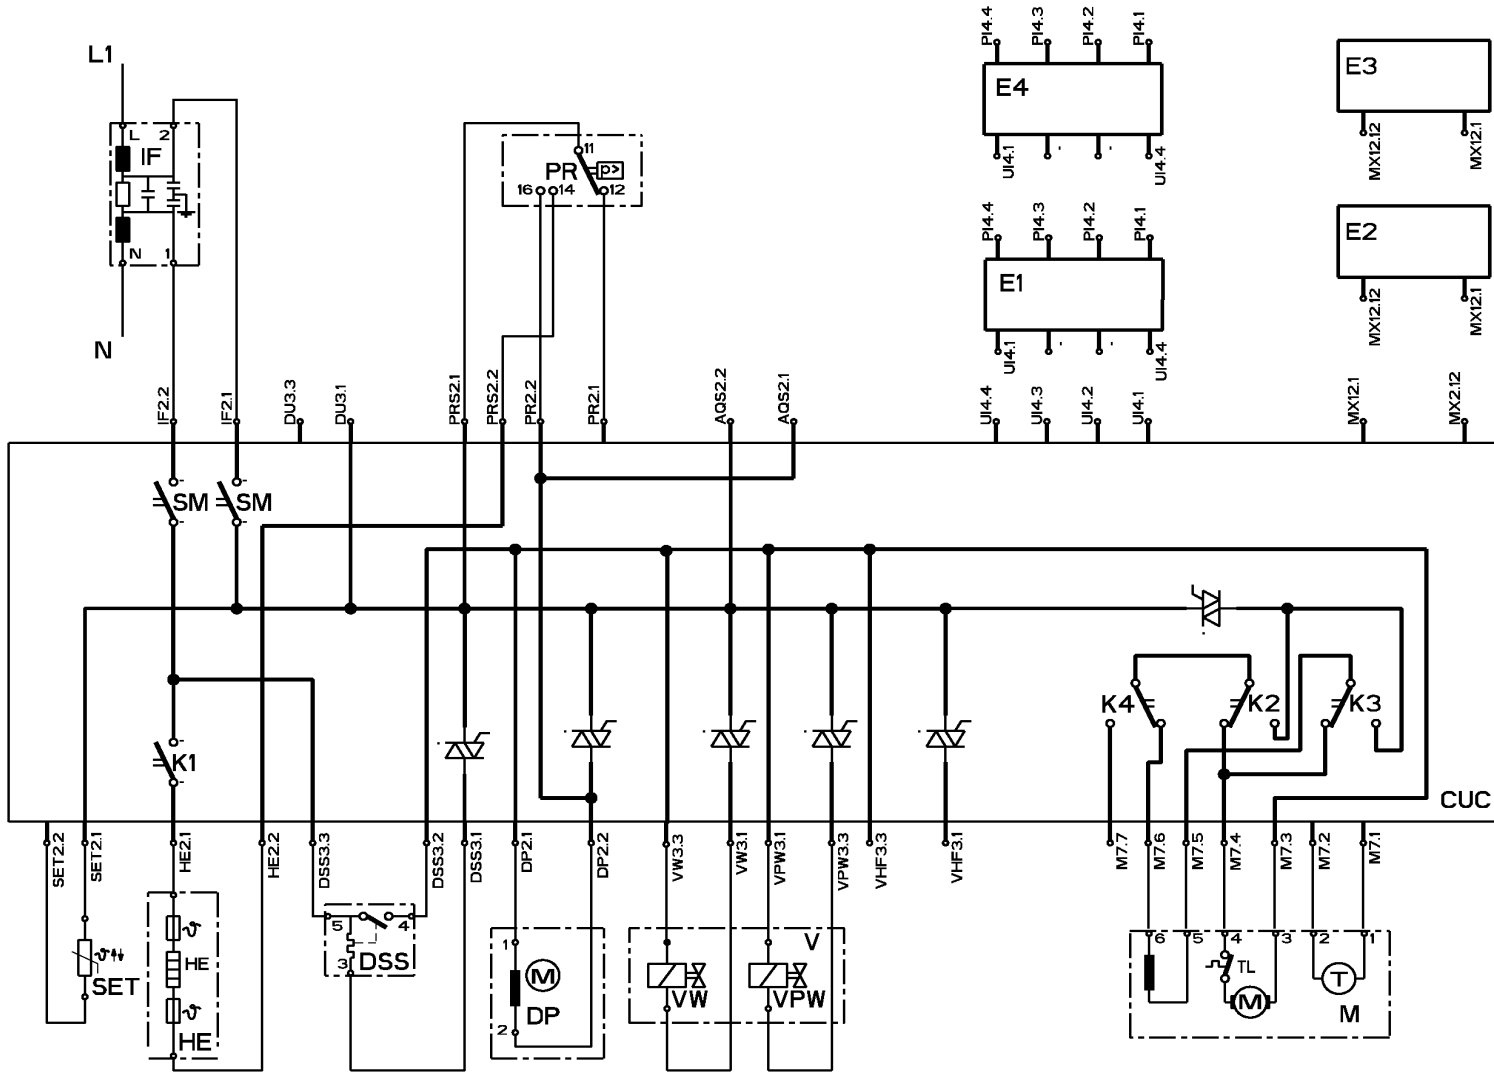 PI4.4
PI4.3
PI4.2
PI4.1
L1
E4
E3
L
2
IF
N
1
11
PR
p>
16
14
12
UI4.1
'
'
UI4.4
MX12.12
MX12.1
PI4.4
PI4.3
PI4.2
PI4.1
E1
E2
N
UI4.1
'
'
UI4.4
MX12.12
MX12.1
IF2.2
IF2.1
DU3.3
DU3.1
PRS2.1
PRS2.2
PR2.2
PR2.1
AQS2.2
AQS2.1
UI4.4
UI4.3
UI4.2
UI4.1
MX12.1
MX2.12
SM
SM
K4
K2
K3
K1
CUC
SET2.2
SET2.1
HE2.1
HE2.2
DSS3.3
DSS3.2
DSS3.1
DP2.1
DP2.2
VW3.3
VW3.1
VPW3.1
VPW3.3
VHF3.3
VHF3.1
M7.7
M7.6
M7.5
M7.4
M7.3
M7.2
M7.1
ϑ
5
4
3
DSS
ϑ
SET
HE
ϑ
HE
1
M
DP
2
V
VW
VPW
6
5
4
3
2
1
TL
M
T
M